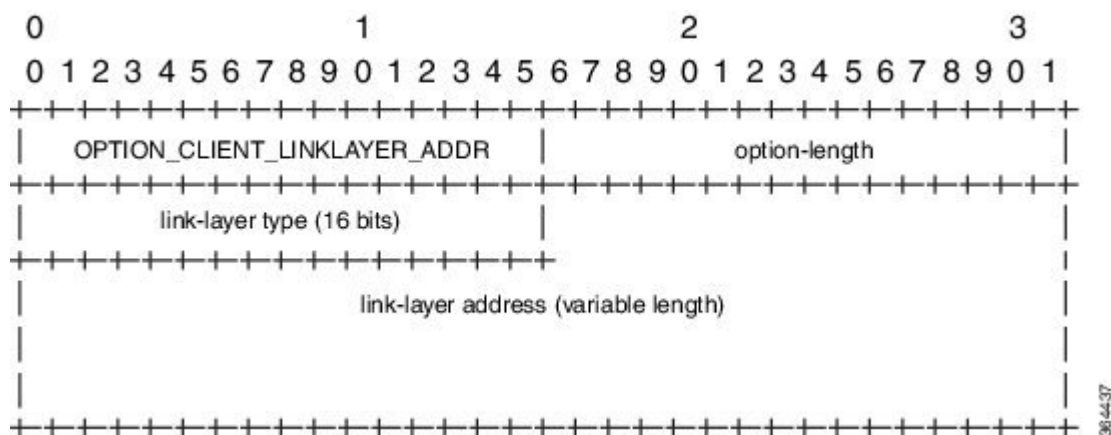 0 1 2 3
0 1 2 3 4 5 6 7 8 9 0 1 2 3 4 5 6 7 8 9 0 1 2 3 4 5 6 7 8 9 0 1
OPTION_CLIENT_LINKLAYER_ADDR option-length
link-layer type (16 bits)
link-layer address (variable length)
364437